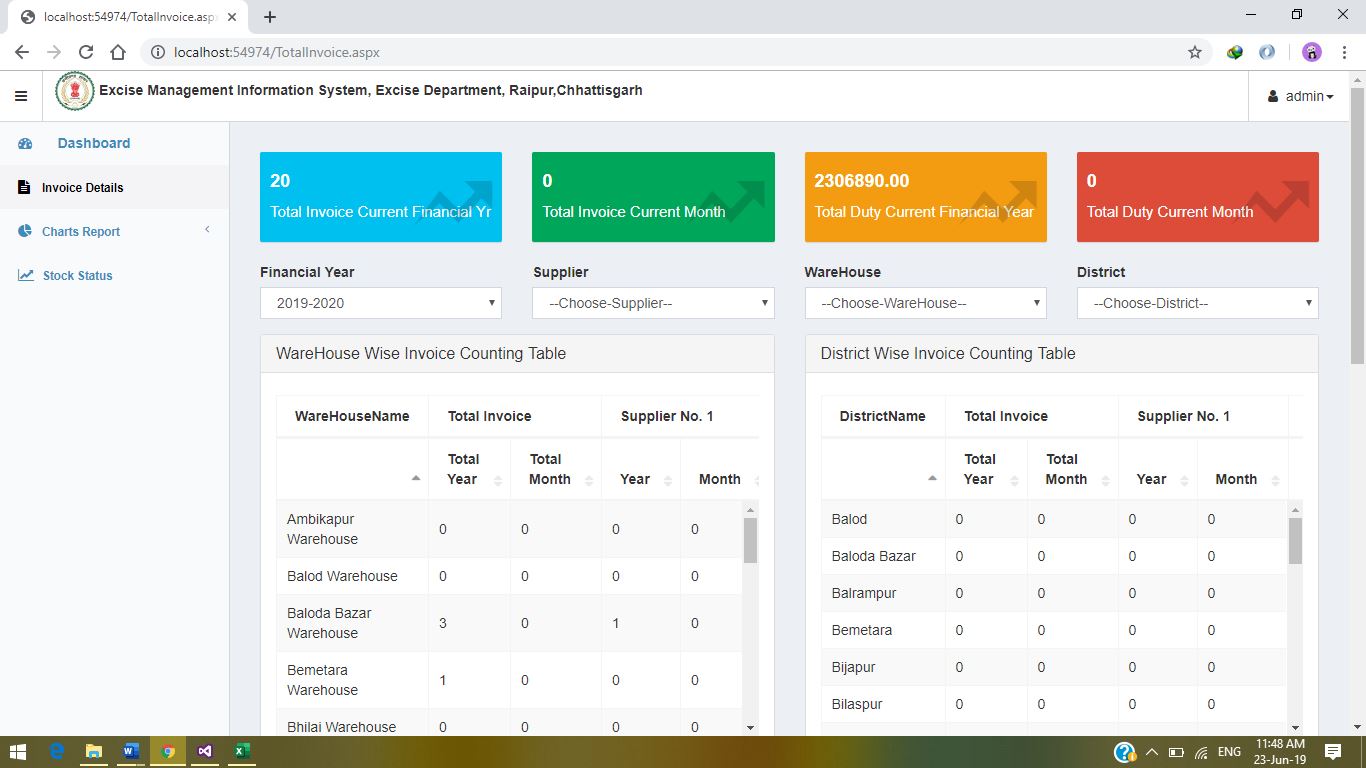 localhost:54974/TotalInvoice.aspx
localhost:54974/TotalInvoice.aspx
Excise Management Information System, Excise Department, Raipur,Chhattisgarh
admin
Dashboard
Invoice Details
Charts Report
Stock Status
20
Total Invoice Current Financial Yr
0
Total Invoice Current Month
2306890.00
Total Duty Current Financial Year
0
Total Duty Current Month
Financial Year
Supplier
WareHouse
District
2019-2020
--Choose-Supplier--
--Choose-WareHouse--
--Choose-District--
WareHouse Wise Invoice Counting Table
WareHouseName Total Invoice Supplier No. 1
Total Year Total Month Year Month
Ambikapur Warehouse 0 0 0 0
Balod Warehouse 0 0 0 0
Baloda Bazar Warehouse 3 0 1 0
Bemetara Warehouse 1 0 0 0
Bhilai Warehouse 0 0 0 0
District Wise Invoice Counting Table
DistrictName Total Invoice Supplier No. 1
Total Year Total Month Year Month
Balod 0 0 0 0
Baloda Bazar 0 0 0 0
Balrampur 0 0 0 0
Bemetara 0 0 0 0
Bijapur 0 0 0 0
Bilaspur 0 0 0 0
ENG
11:48 AM
23-Jun-19